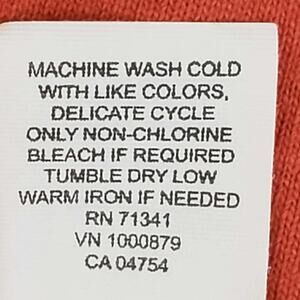 MACHINE WASH COLD
WITH LIKE COLORS,
DELICATE CYCLE
ONLY NON-CHLORINE
BLEACH IF REQUIRED
TUMBLE DRY LOW
WARM IRON IF NEEDED
RN 71341
VN 1000879
CA 04754